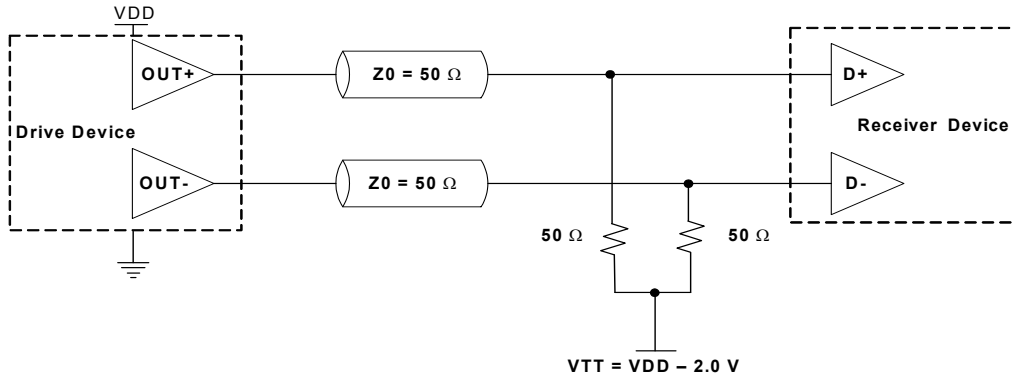 VDD
OUT+
Z0 = 50 Ω
D+
Drive Device
Receiver Device
OUT-
Z0 = 50 Ω
D-
50 Ω
50 Ω
VTT = VDD – 2.0 V